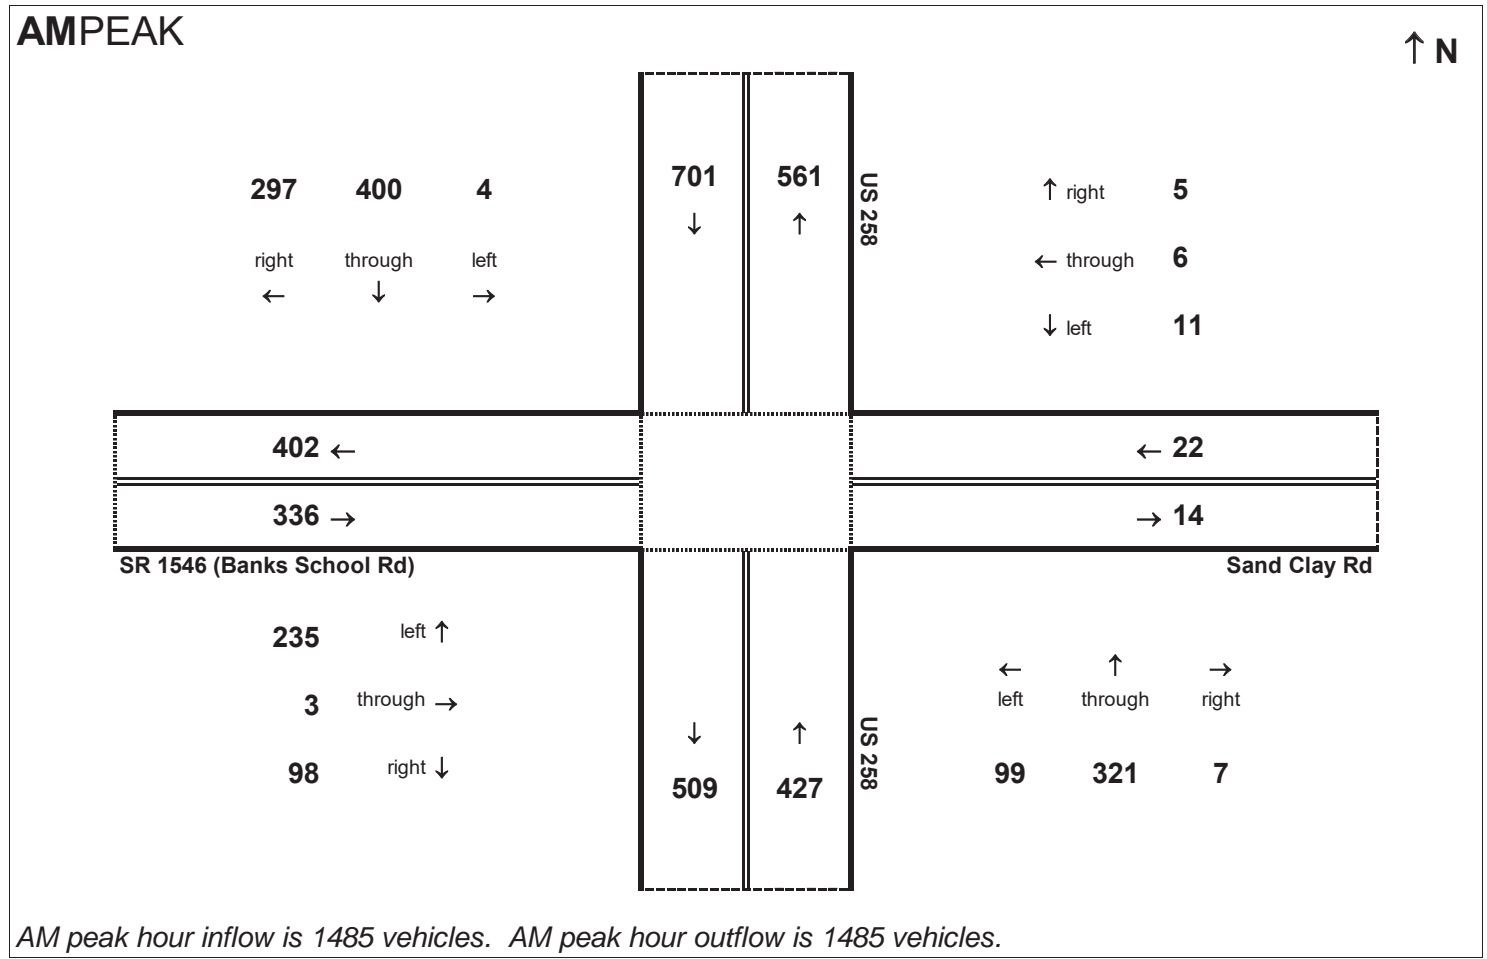 AMPEAK
↑ N
297 400 4
right through left
← ↓ →
701 561
↓ ↑
US 258
↑ right 5
← through 6
↓ left 11
402 ←
336 →
← 22
→ 14
SR 1546 (Banks School Rd)
Sand Clay Rd
235 left ↑
3 through →
98 right ↓
↓ ↑
509 427
US 258
← ↑ →
left through right
99 321 7
AM peak hour inflow is 1485 vehicles. AM peak hour outflow is 1485 vehicles.